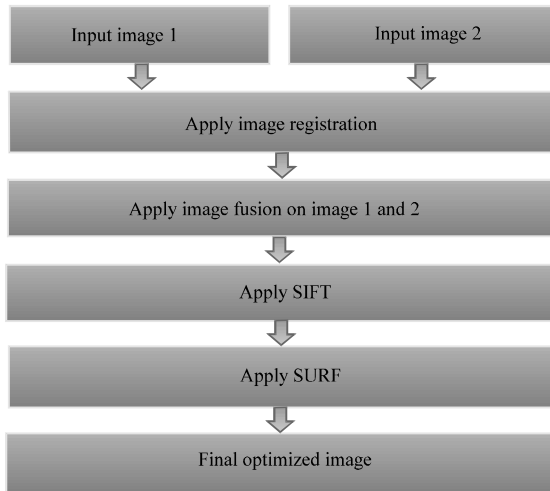 Input image 1
Input image 2
Apply image registration
Apply image fusion on image 1 and 2
Apply SIFT
Apply SURF
Final optimized image